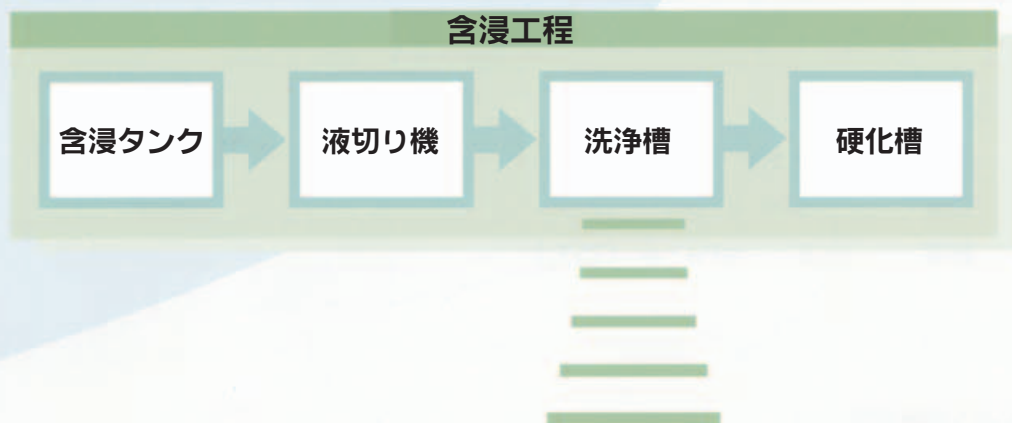 含浸工程
含浸タンク
液切り機
洗浄槽
硬化槽